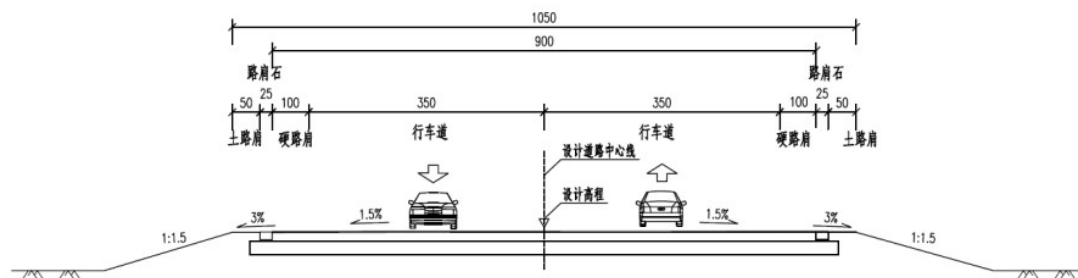 1050
900
路肩石 路肩石
50 25 100 350 350 100 25 50
土路肩 硬路肩 行车道 行车道 硬路肩 土路肩
设计道路中心线
设计高程
3% 1.5% 1.5% 3%
1:1.5 1:1.5